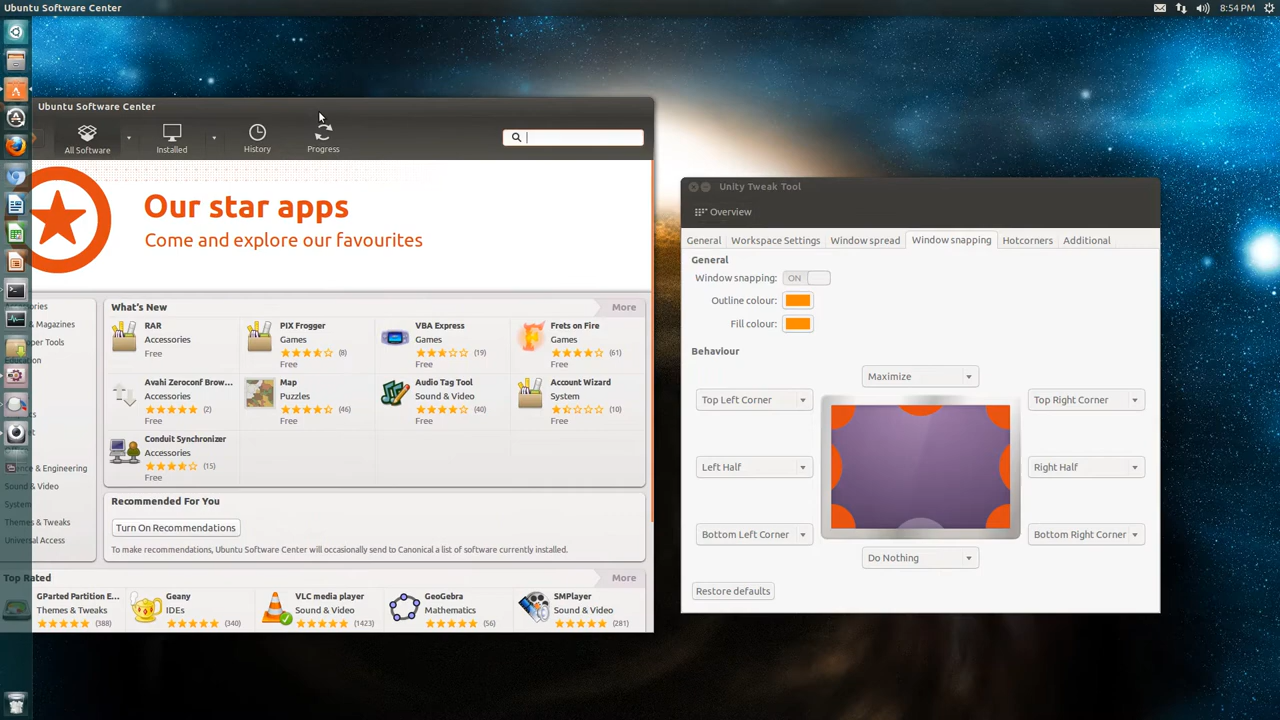 Ubuntu Software Center
8:54 PM
Ubuntu Software Center
All Software
Installed
History
Progress
Our star apps
Come and explore our favourites
ssories
& Magazines
oper Tools
Education
et
ence & Engineering
Sound & Video
System
Themes & Tweaks
Universal Access
What's New
More
RAR
Accessories
Free
PIX Frogger
Games
(8)
Free
VBA Express
Games
(19)
Free
Frets on Fire
Games
(61)
Free
Avahi Zeroconf Brow...
Accessories
(2)
Free
Map
Puzzles
(46)
Free
Audio Tag Tool
Sound & Video
(40)
Free
Account Wizard
System
(10)
Free
Conduit Synchronizer
Accessories
(15)
Free
Recommended For You
Turn On Recommendations
To make recommendations, Ubuntu Software Center will occasionally send to Canonical a list of software currently installed.
Top Rated
More
GParted Partition E...
Themes & Tweaks
(388)
Geany
IDEs
(340)
VLC media player
Sound & Video
(1423)
GeoGebra
Mathematics
(56)
SMPlayer
Sound & Video
(281)
Unity Tweak Tool
Overview
General
Workspace Settings
Window spread
Window snapping
Hotcorners
Additional
General
Window snapping:
ON
Outline colour:
Fill colour:
Behaviour
Maximize
Top Left Corner
Top Right Corner
Left Half
Right Half
Bottom Left Corner
Bottom Right Corner
Do Nothing
Restore defaults